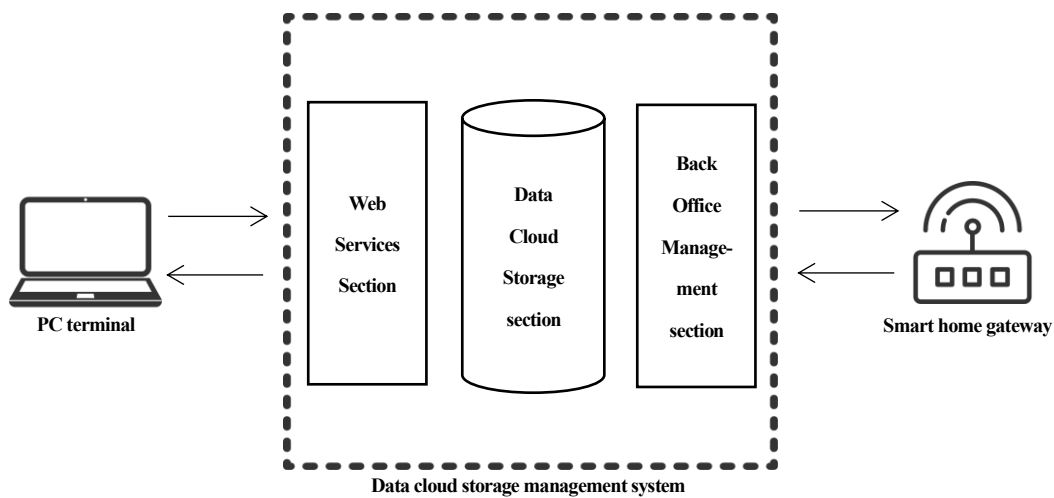 Web
Services
Section
Data
Cloud
Storage
section
Back
Office
Manage-
ment
section
PC terminal
Smart home gateway
Data cloud storage management system